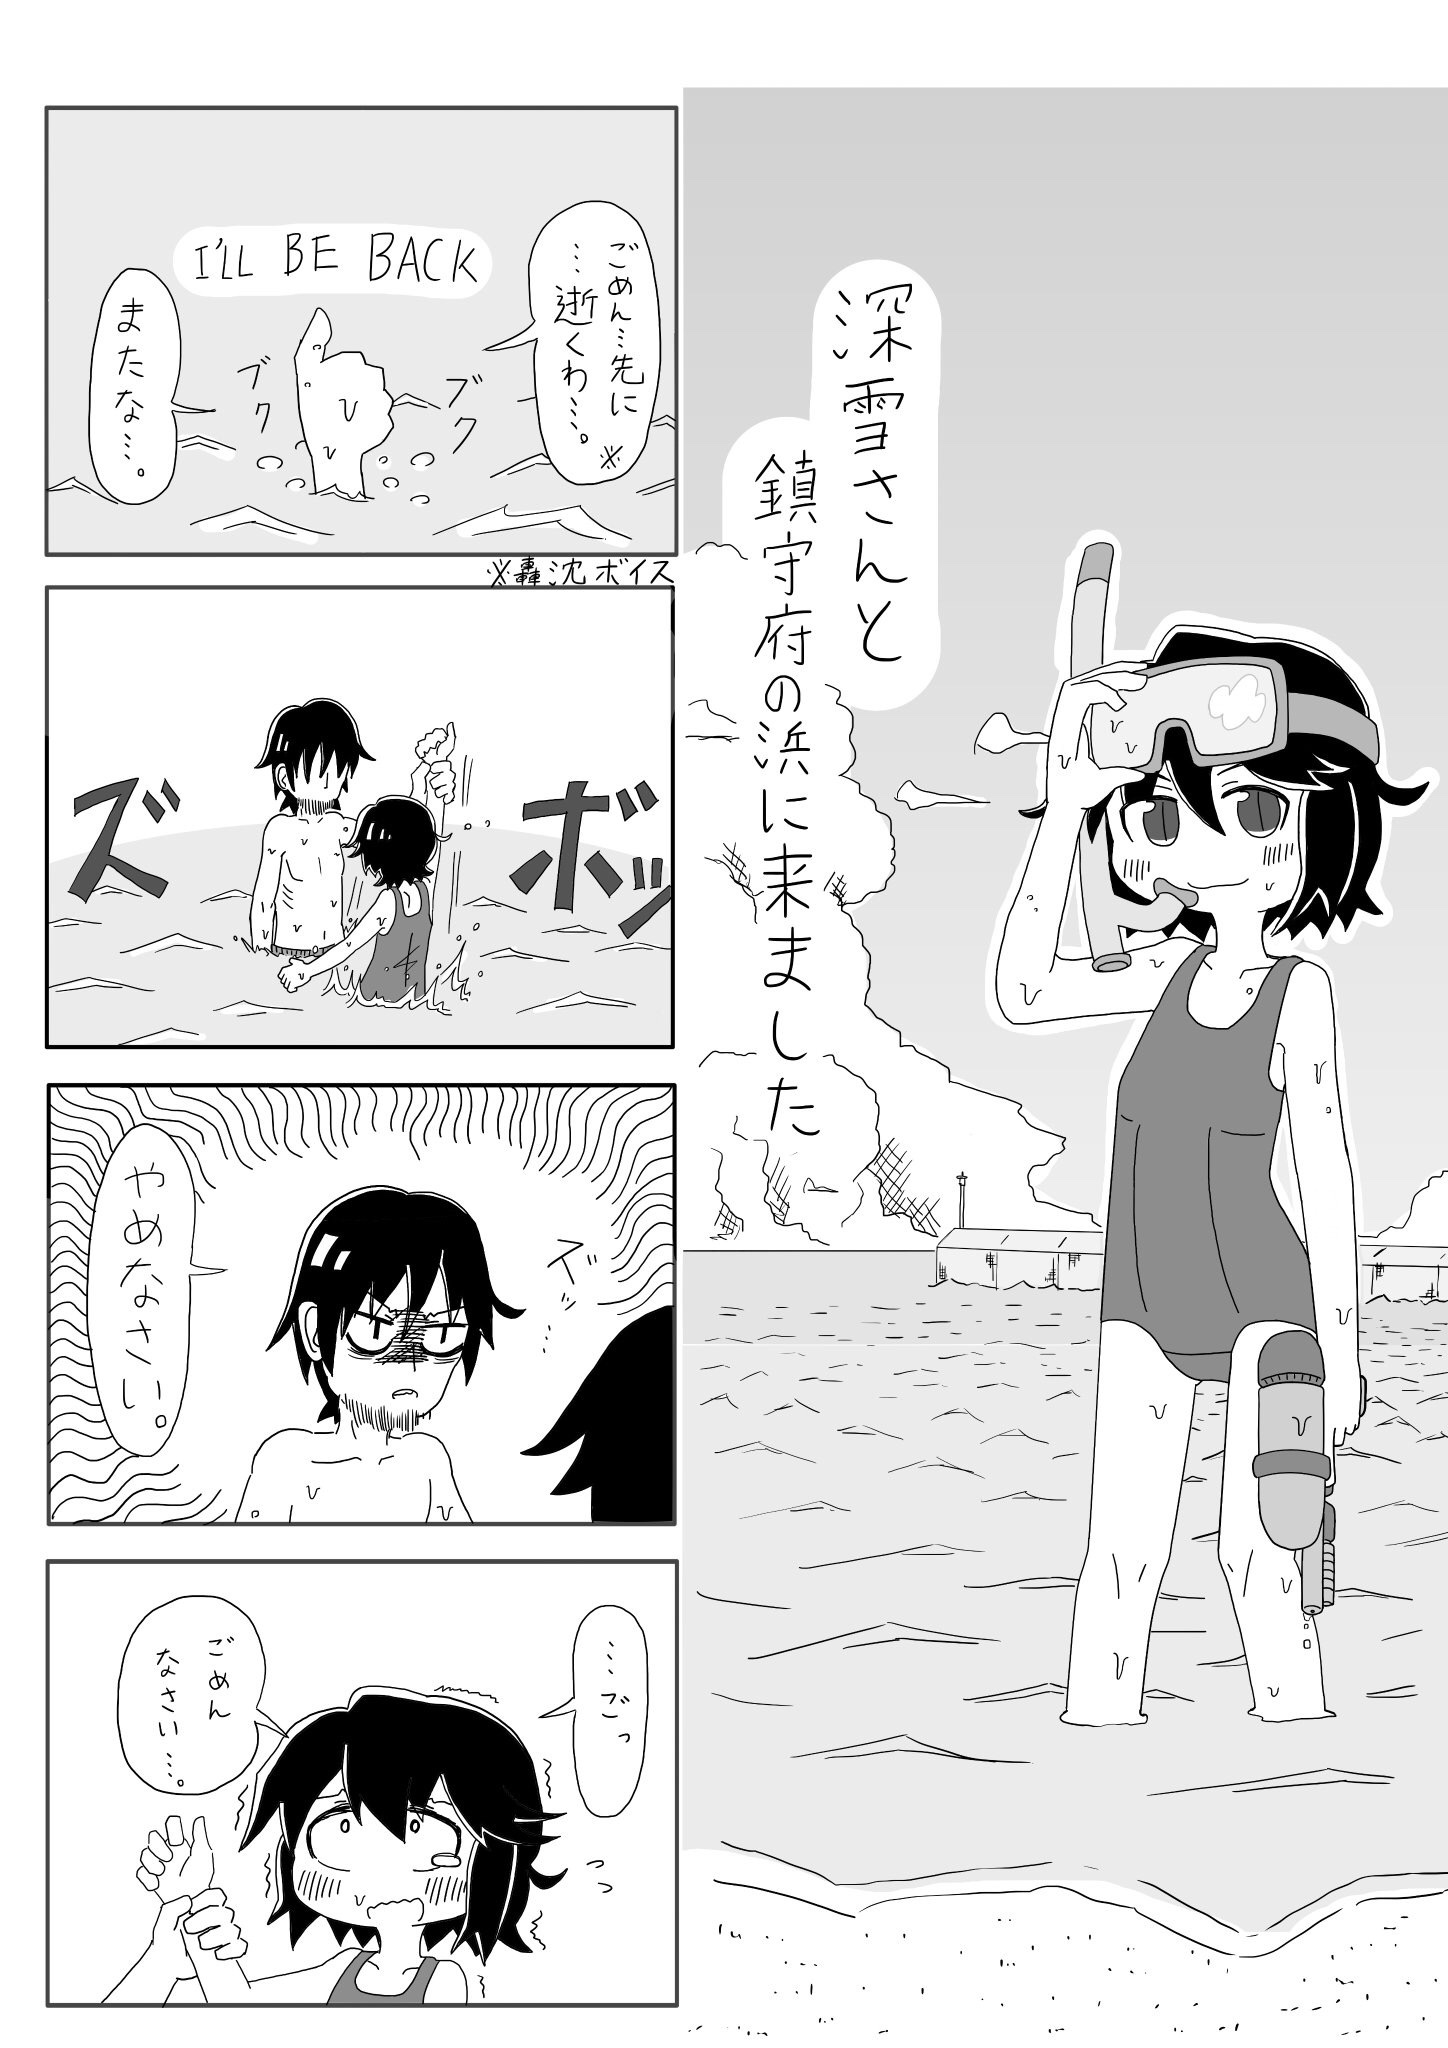 深雪さんと
鎮守府の浜に来ました
ごめん…先に
…逝くわ…。※
I'LL BE BACK
ブク
ブク
またな…。
※轟沈ボイス
ズボッ
ズッ…
やめなさい。
…ごっ
ごめん
なさい…。